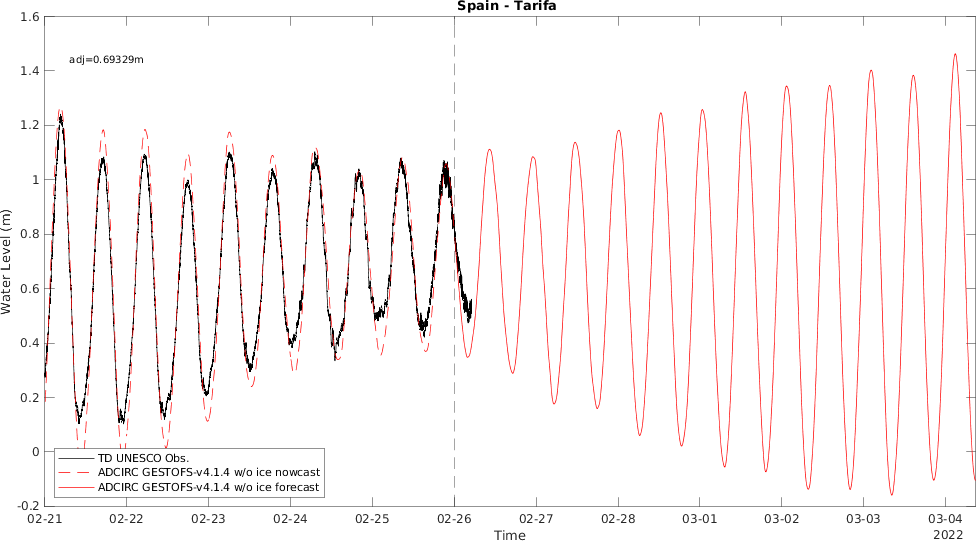 Spain - Tarifa
1.6
1.4
1.2
1
0.8
0.6
0.4
0.2
0
-0.2
Water Level (m)
adj=0.69329m
TD UNESCO Obs.
ADCIRC GESTOFS-v4.1.4 w/o ice nowcast
ADCIRC GESTOFS-v4.1.4 w/o ice forecast
02-21 02-22 02-23 02-24 02-25 02-26 02-27 02-28 03-01 03-02 03-03 03-04
Time
2022